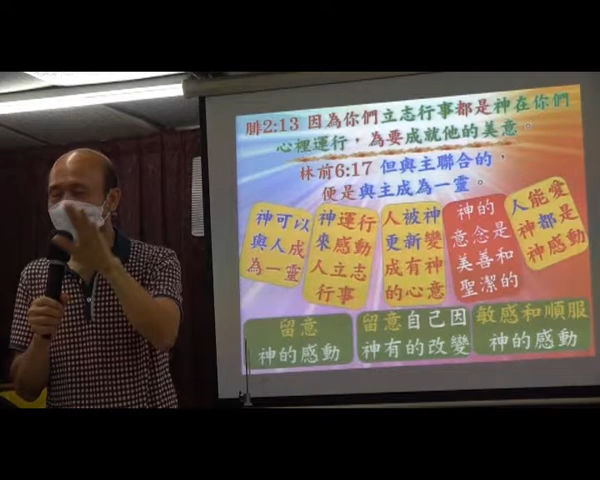 腓2:13 因為你們立志行事都是神在你們
心裡運行,為要成就他的美意。
林前6:17 但與主聯合的,
便是與主成為一靈。
神可以
與人成
為一靈
神運行
來感動
人立志
行事
人被神
更新變
成有神
的心意
神的
意念是
美善和
聖潔的
人能愛
神都是
神感動
留意
神的感動
留意自己因
神有的改變
敏感和順服
神的感動